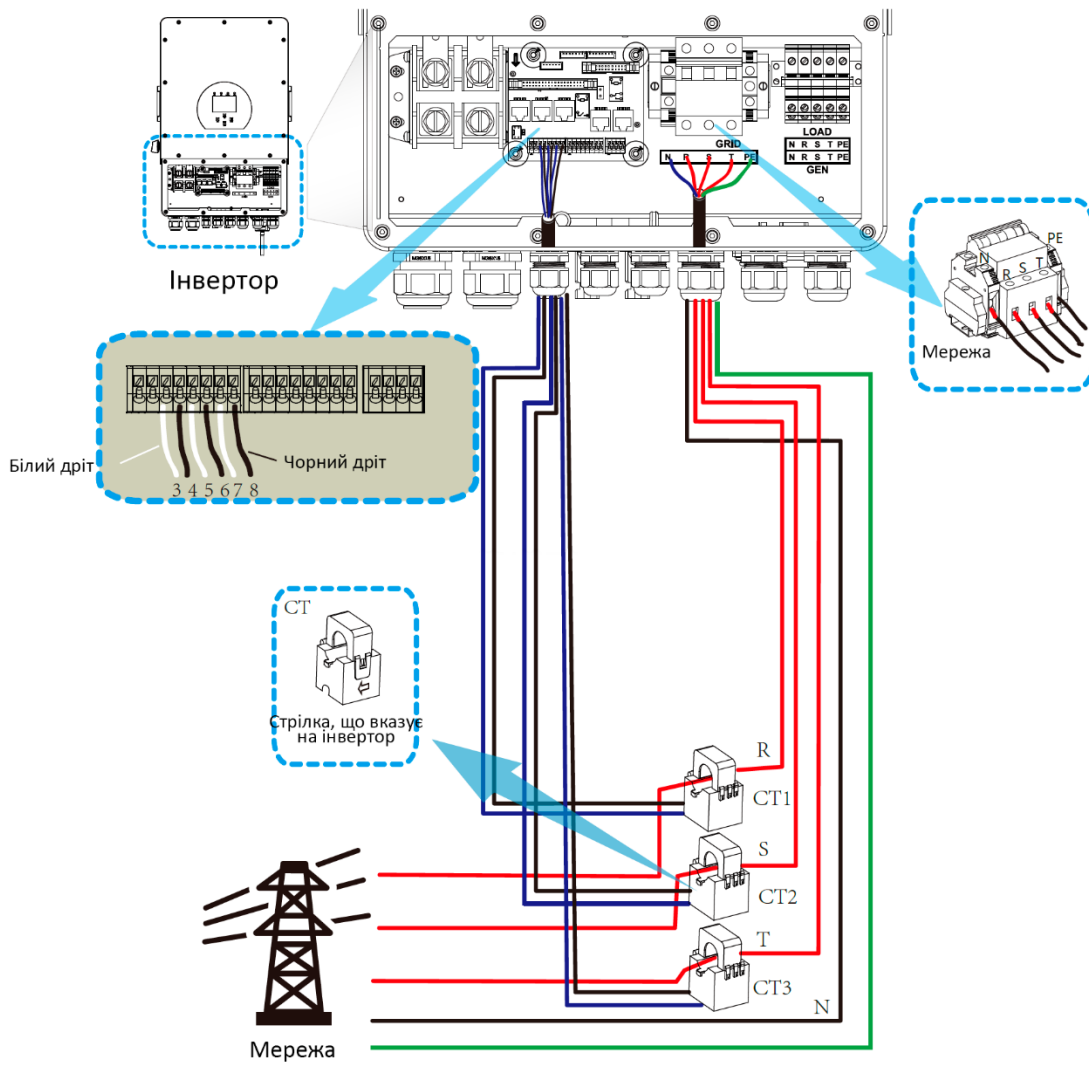 LOAD
N R S T PE
N R S T PE
GEN
GRID
N R S T PE
Інвертор
N R S T PE
Мережа
Білий дріт
Чорний дріт
3 4 5 6 7 8
CT
Стрілка, що вказує
на інвертор
R
CT1
S
CT2
T
CT3
N
Мережа